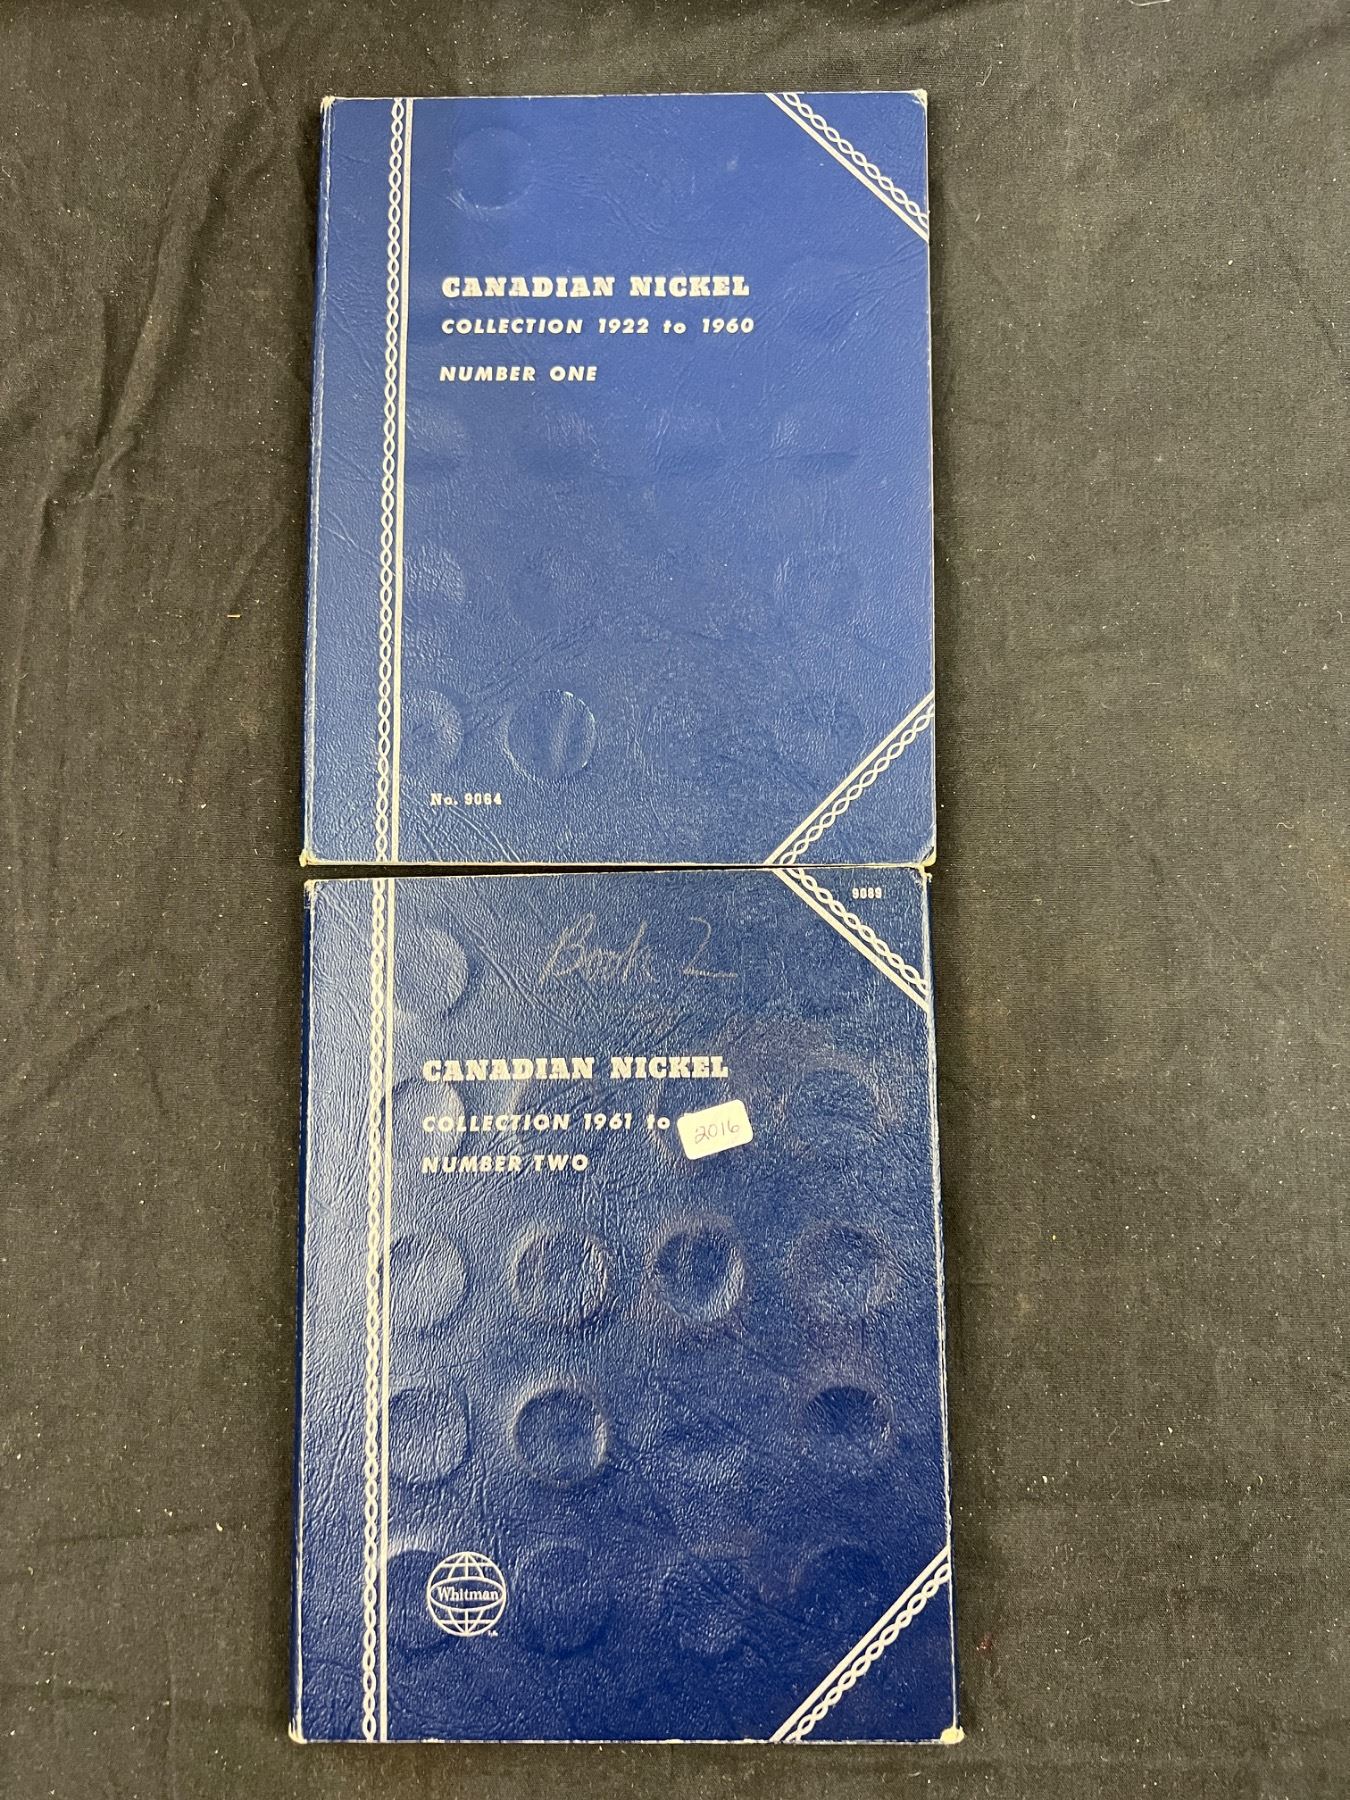 CANADIAN NICKEL
COLLECTION 1922 to 1960
NUMBER ONE
No. 9064
9089
Book 2
CANADIAN NICKEL
COLLECTION 1961 to 2016
NUMBER TWO
Whitman